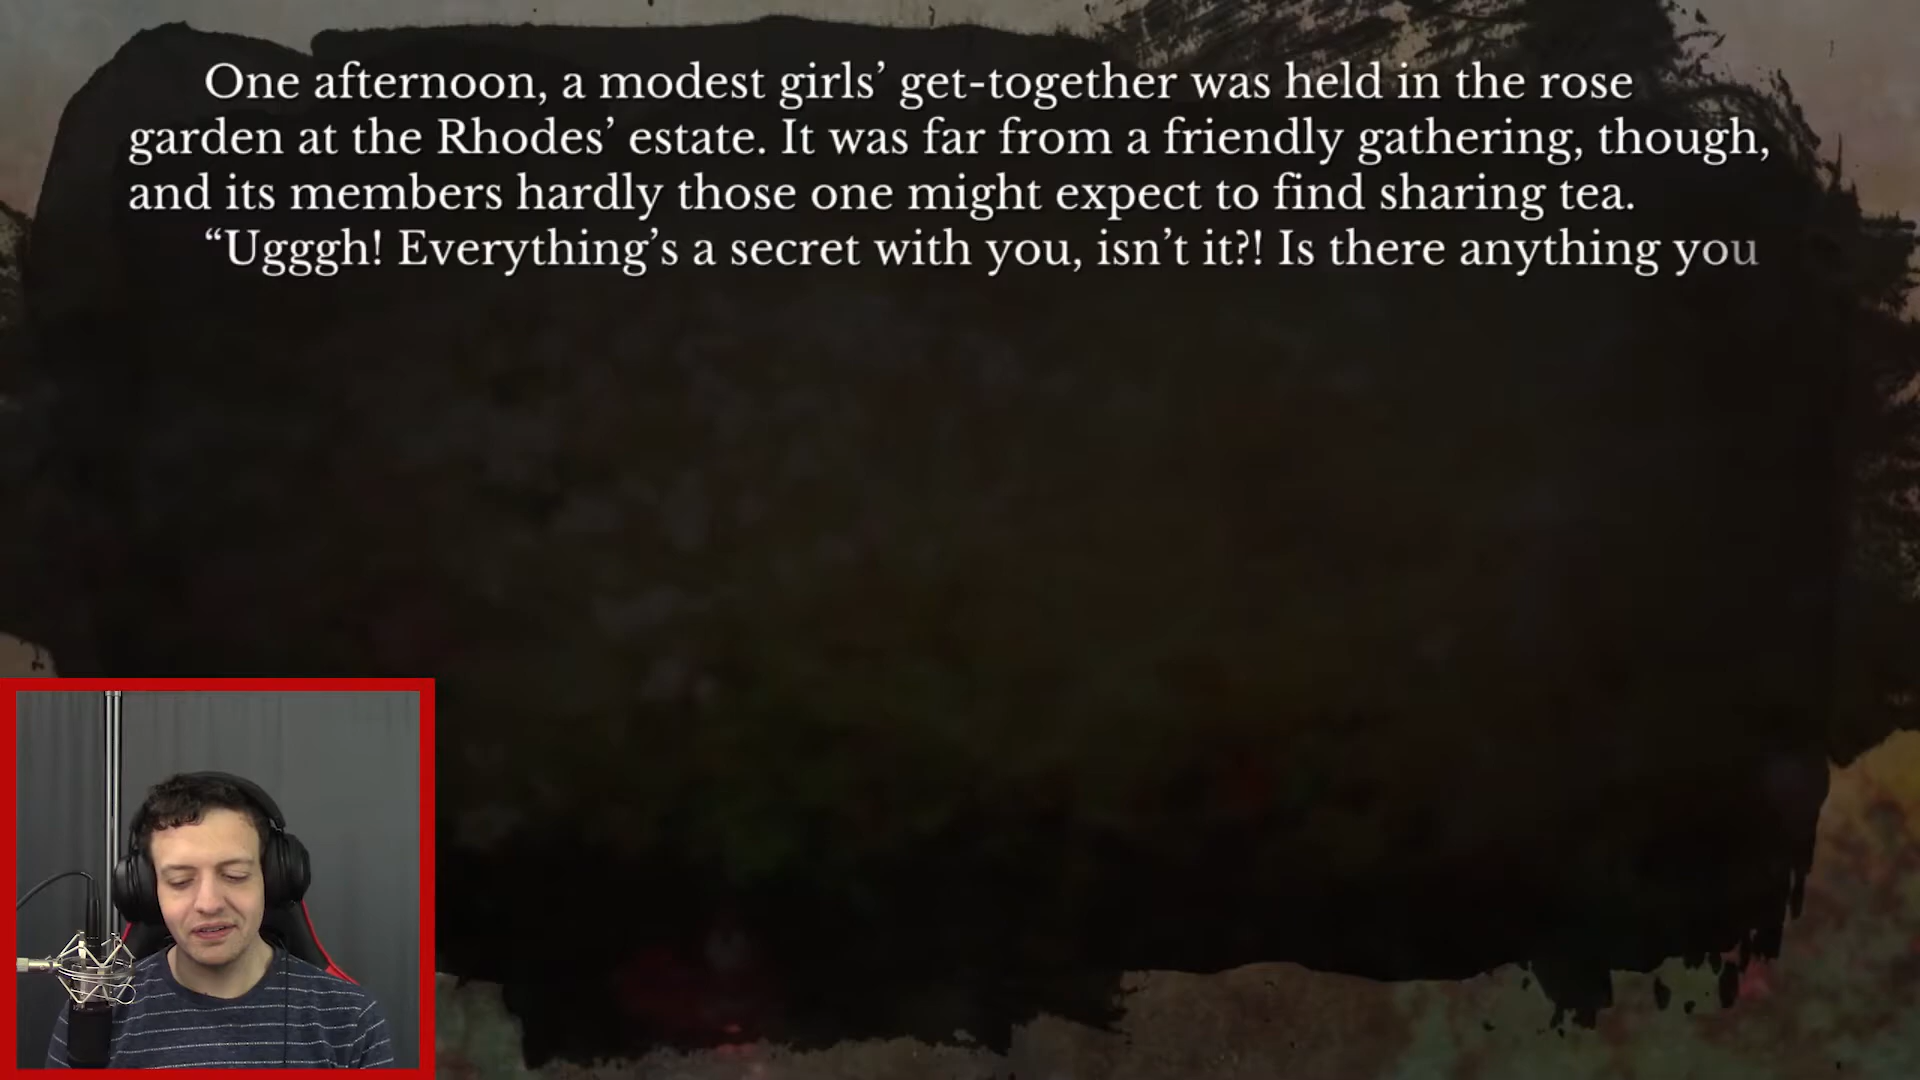 One afternoon, a modest girls’ get-together was held in the rose
garden at the Rhodes’ estate. It was far from a friendly gathering, though,
and its members hardly those one might expect to find sharing tea.
“Ugggh! Everything’s a secret with you, isn’t it?! Is there anything you